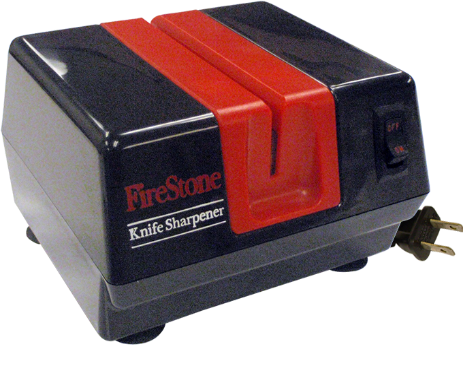 FireStone
Knife Sharpener
OFF
ON